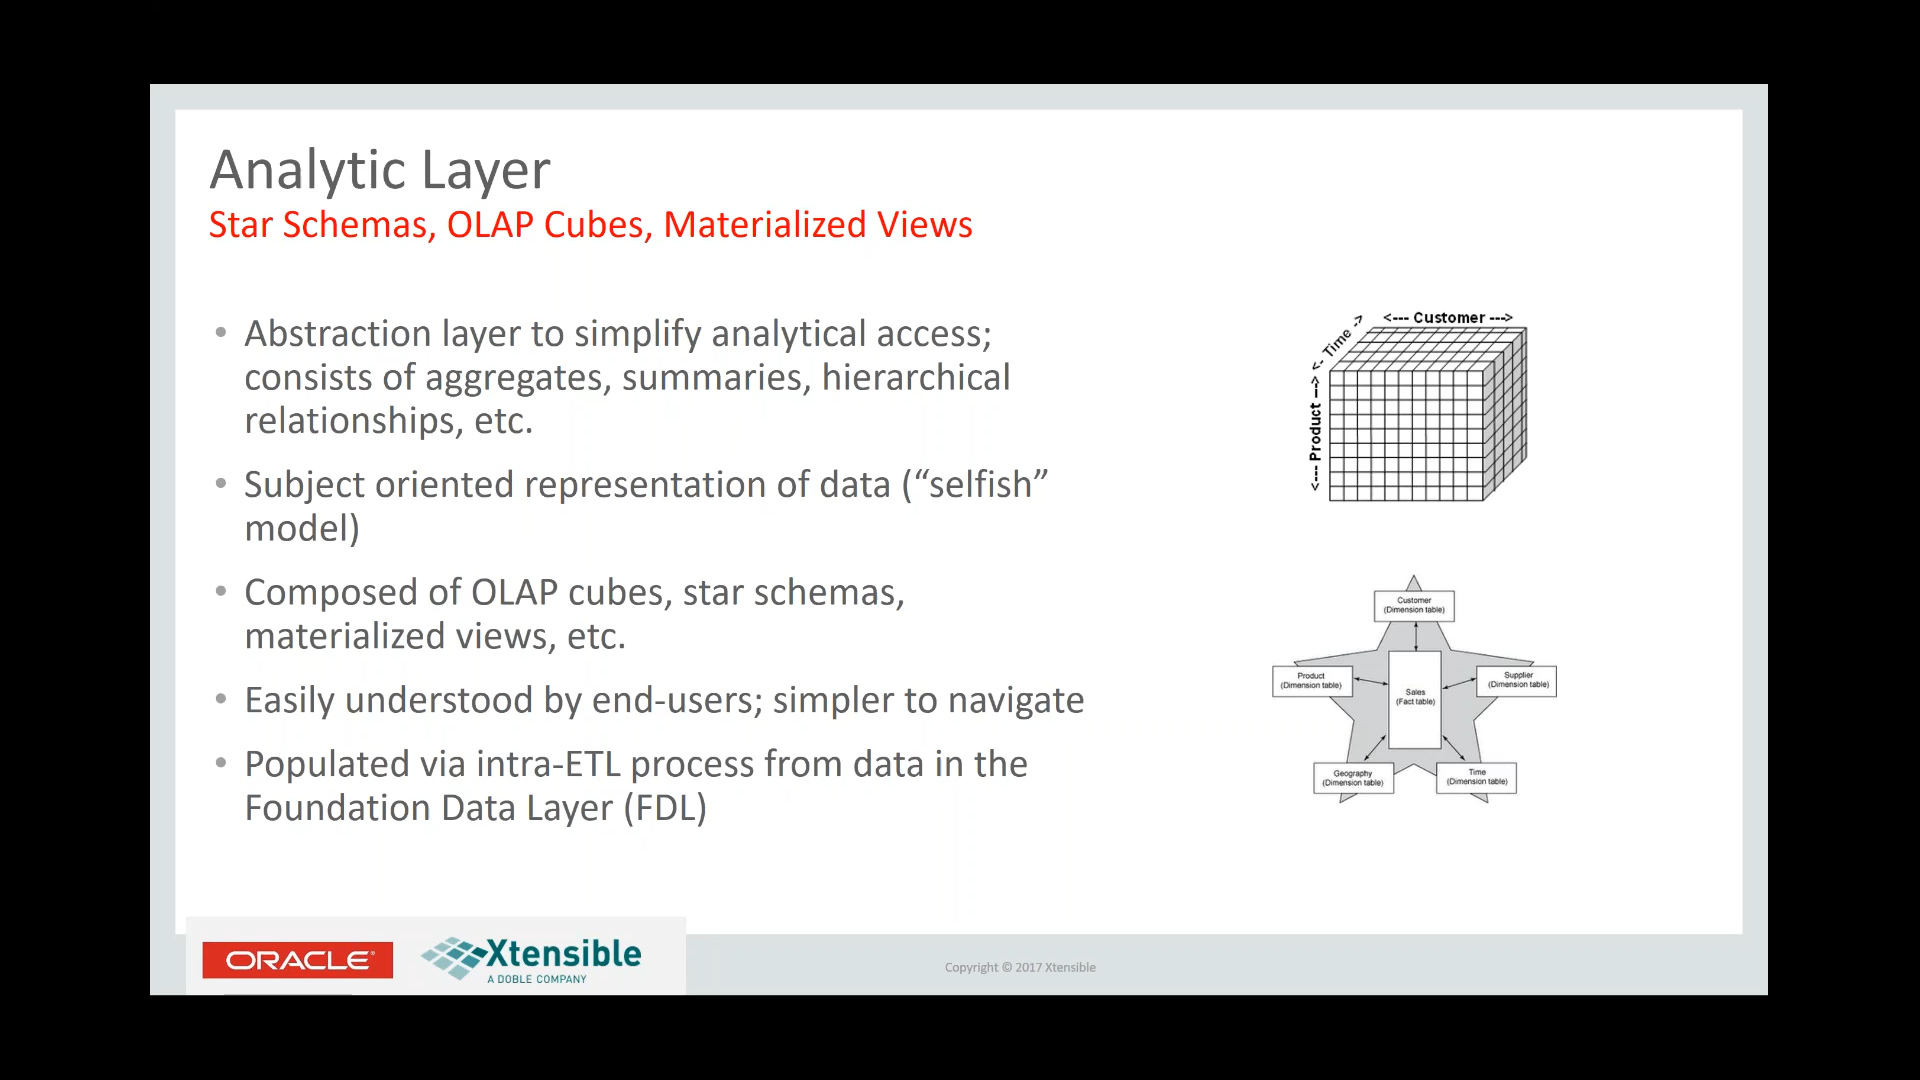 Analytic Layer
Star Schemas, OLAP Cubes, Materialized Views
• Abstraction layer to simplify analytical access;
consists of aggregates, summaries, hierarchical
relationships, etc.
• Subject oriented representation of data (“selfish”
model)
• Composed of OLAP cubes, star schemas,
materialized views, etc.
• Easily understood by end-users; simpler to navigate
• Populated via intra-ETL process from data in the
Foundation Data Layer (FDL)
<--- Customer --->
<- Time ->
<---- Product ---->
Customer
(Dimension table)
Product
(Dimension table)
Supplier
(Dimension table)
Sales
(Fact table)
Geography
(Dimension table)
Time
(Dimension table)
ORACLE®
Xtensible
A DOBLE COMPANY
Copyright © 2017 Xtensible